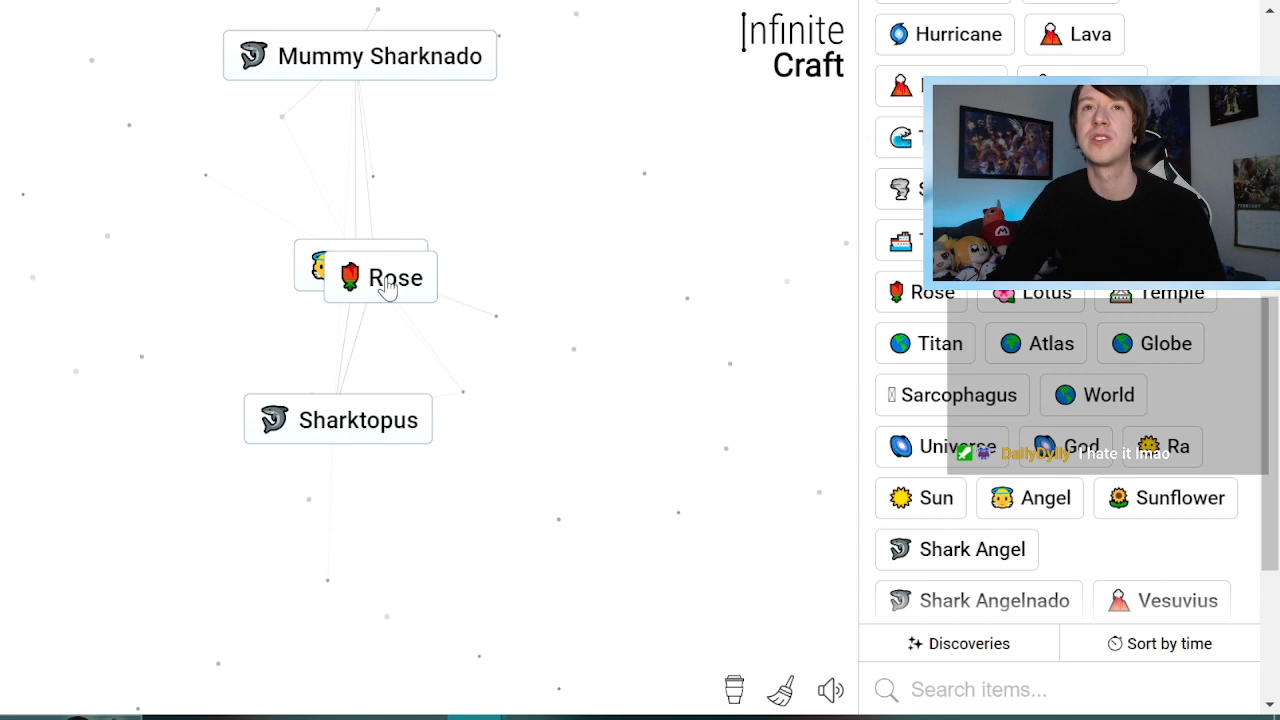 Infinite
Craft
Mummy Sharknado
Rose
Sharktopus
Hurricane
Lava
Rose
Lotus
Temple
Titan
Atlas
Globe
Sarcophagus
World
Universe
God
Ra
DailyDylly I hate it lmao
Sun
Angel
Sunflower
Shark Angel
Shark Angelnado
Vesuvius
Discoveries
Sort by time
Search items...